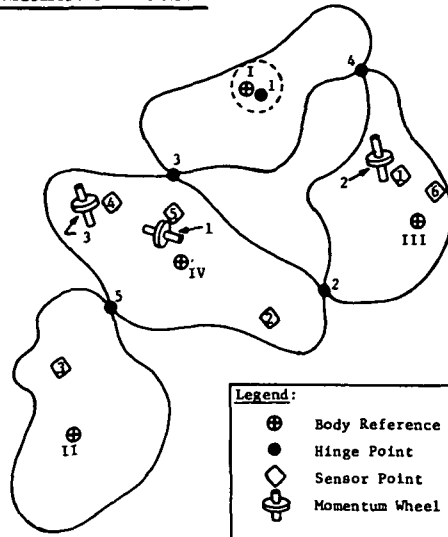 I
1
4
3
2
1
6
4
5
1
III
3
IV
2
5
2
3
II
Legend:
Body Reference
Hinge Point
Sensor Point
Momentum Wheel